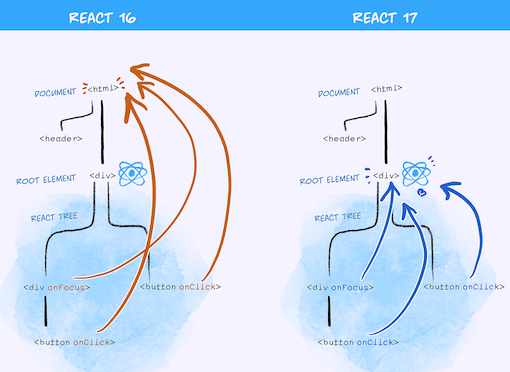 REACT 16
DOCUMENT <html>
<header>
ROOT ELEMENT <div>
REACT TREE
<div onFocus>
<button onClick>
<button onClick>
REACT 17
DOCUMENT <html>
<header>
ROOT ELEMENT <div>
REACT TREE
<div onFocus>
<button onClick>
<button onClick>